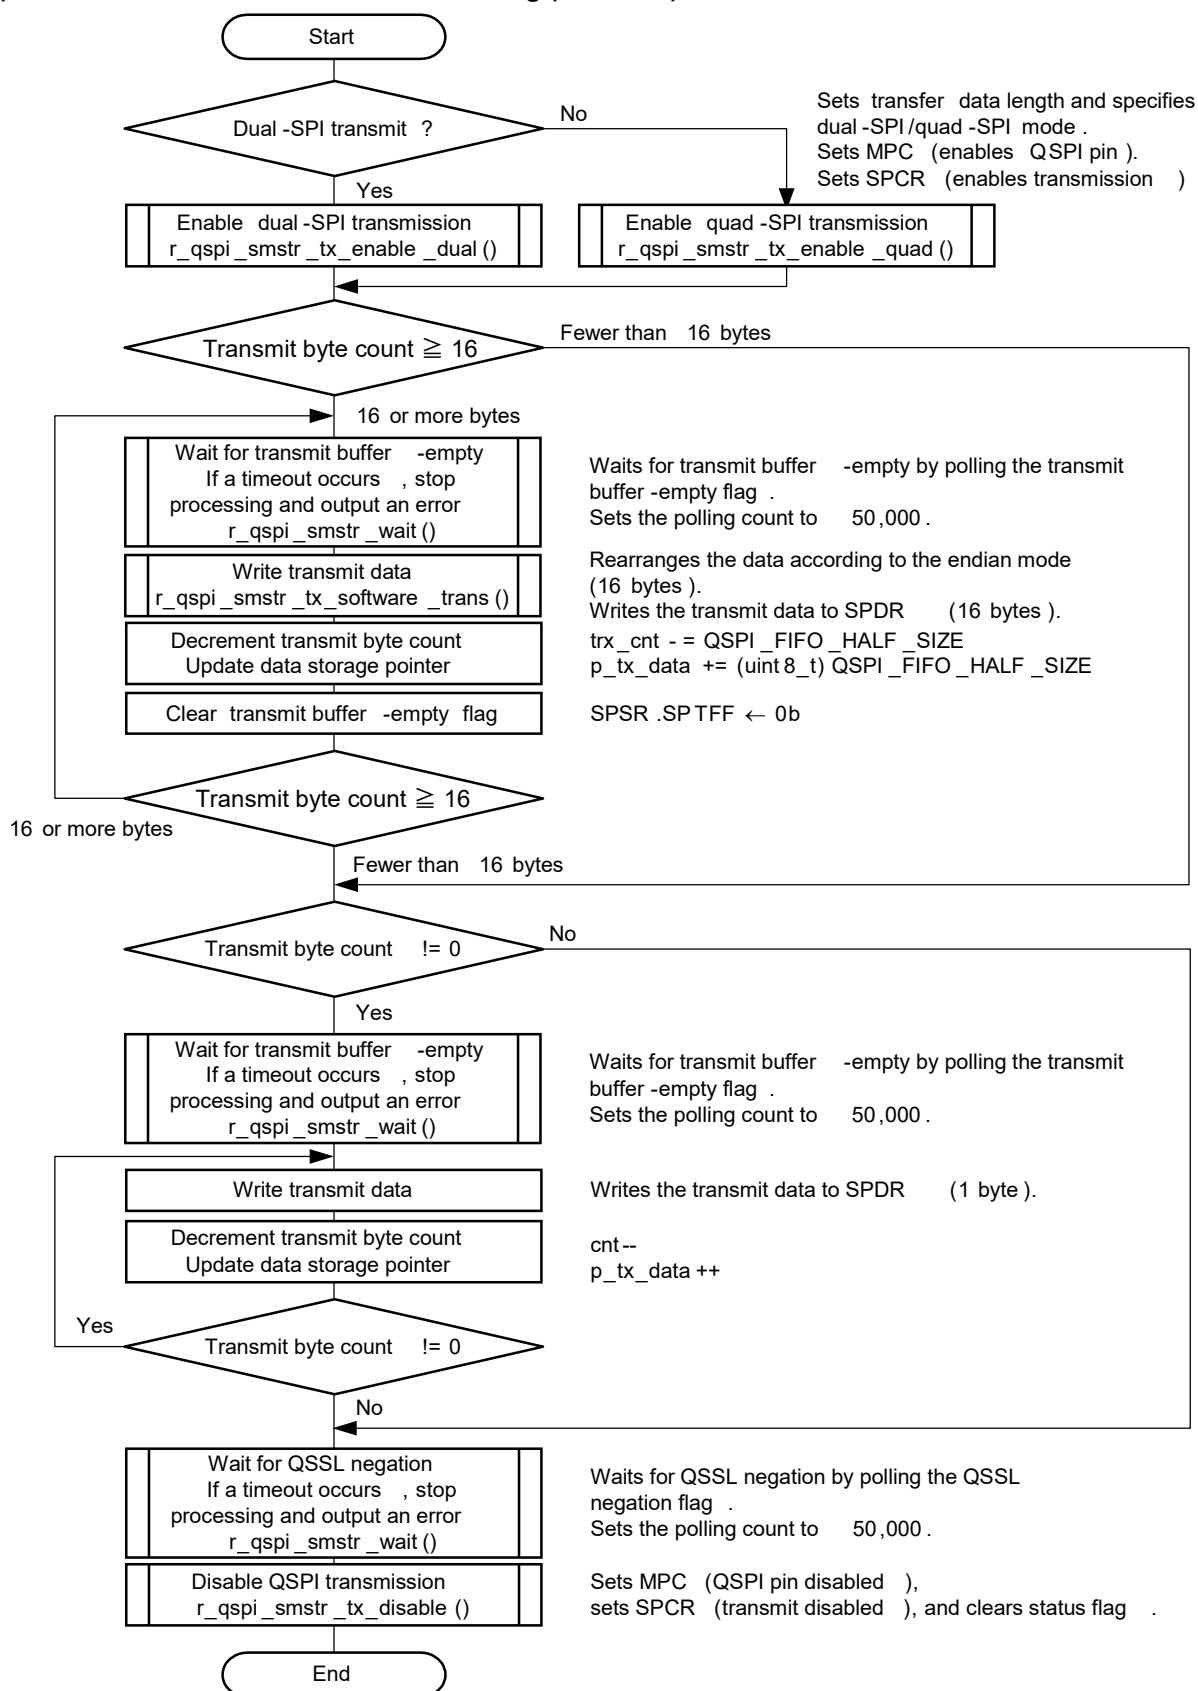 Start
Dual -SPI transmit ?
No
Sets transfer data length and specifies
dual -SPI /quad -SPI mode .
Sets MPC (enables QSPI pin ).
Sets SPCR (enables transmission )
Yes
Enable dual -SPI transmission
r_qspi _smstr _tx_enable _dual ()
Enable quad -SPI transmission
r_qspi _smstr _tx_enable _quad ()
Transmit byte count ≧ 16
Fewer than 16 bytes
16 or more bytes
Wait for transmit buffer -empty
If a timeout occurs , stop
processing and output an error
r_qspi _smstr _wait ()
Waits for transmit buffer -empty by polling the transmit
buffer -empty flag .
Sets the polling count to 50,000 .
Write transmit data
r_qspi _smstr _tx_software _trans ()
Rearranges the data according to the endian mode
(16 bytes ).
Writes the transmit data to SPDR (16 bytes ).
Decrement transmit byte count
Update data storage pointer
trx_cnt - = QSPI _FIFO _HALF _SIZE
p_tx_data += (uint 8_t) QSPI _FIFO _HALF _SIZE
Clear transmit buffer -empty flag
SPSR .SPTFF ← 0b
Transmit byte count ≧ 16
16 or more bytes
Fewer than 16 bytes
Transmit byte count != 0
No
Yes
Wait for transmit buffer -empty
If a timeout occurs , stop
processing and output an error
r_qspi _smstr _wait ()
Waits for transmit buffer -empty by polling the transmit
buffer -empty flag .
Sets the polling count to 50,000 .
Write transmit data
Writes the transmit data to SPDR (1 byte ).
Decrement transmit byte count
Update data storage pointer
cnt --
p_tx_data ++
Yes
Transmit byte count != 0
No
Wait for QSSL negation
If a timeout occurs , stop
processing and output an error
r_qspi _smstr _wait ()
Waits for QSSL negation by polling the QSSL
negation flag .
Sets the polling count to 50,000 .
Disable QSPI transmission
r_qspi _smstr _tx_disable ()
Sets MPC (QSPI pin disabled ),
sets SPCR (transmit disabled ), and clears status flag .
End